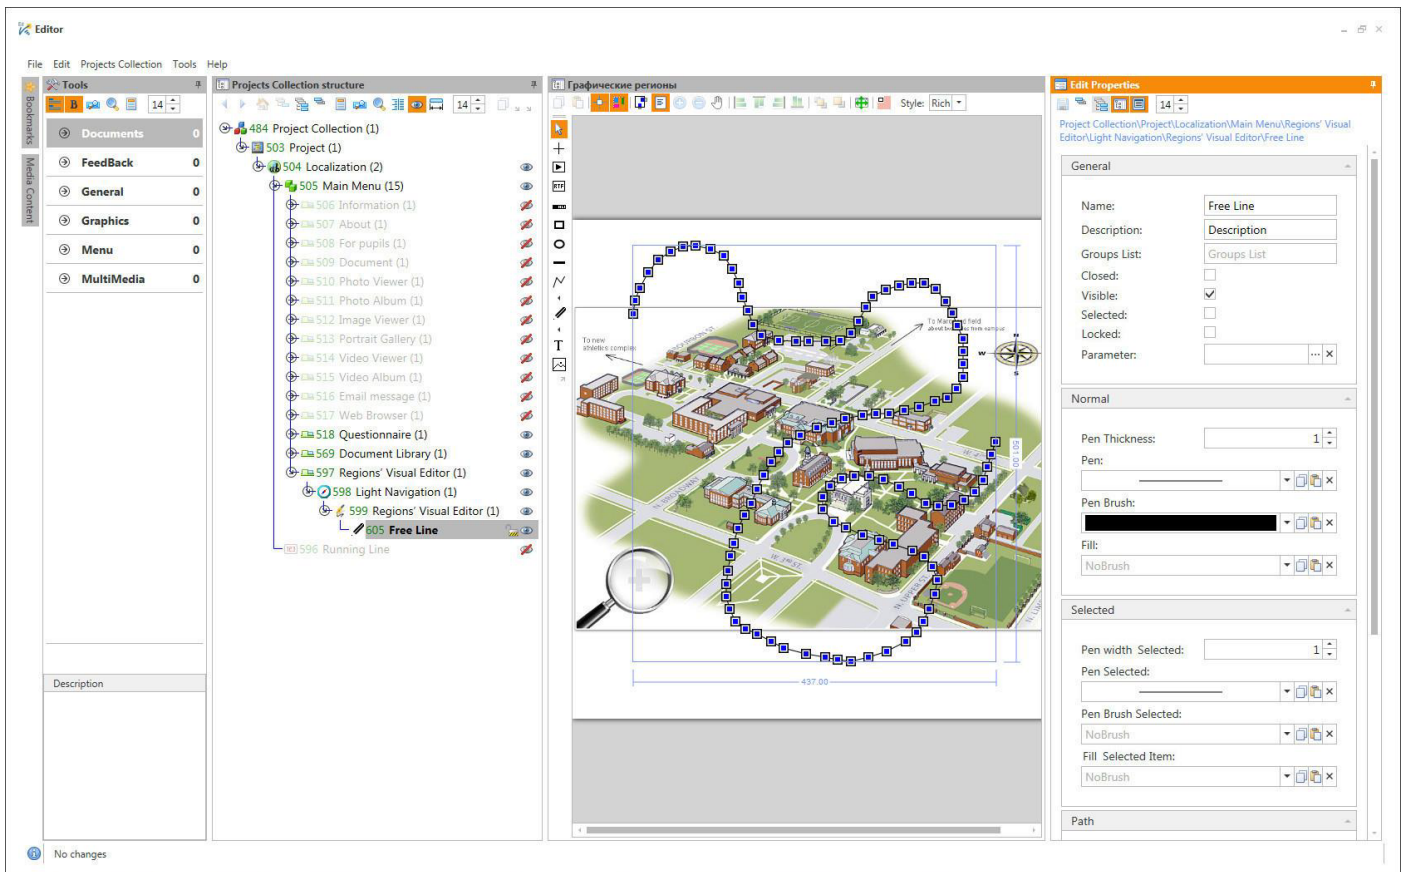 Editor
File Edit Projects Collection Tools Help
Bookmarks
Media Content
Tools
B 14
Documents 0
FeedBack 0
General 0
Graphics 0
Menu 0
MultiMedia 0
Description
Projects Collection structure
14
484 Project Collection (1)
503 Project (1)
504 Localization (2)
505 Main Menu (15)
506 Information (1)
507 About (1)
508 For pupils (1)
509 Document (1)
510 Photo Viewer (1)
511 Photo Album (1)
512 Image Viewer (1)
513 Portrait Gallery (1)
514 Video Viewer (1)
515 Video Album (1)
516 Email message (1)
517 Web Browser (1)
518 Questionnaire (1)
569 Document Library (1)
597 Regions' Visual Editor (1)
598 Light Navigation (1)
599 Regions' Visual Editor (1)
605 Free Line
596 Running Line
Графические регионы
Style: Rich
RTF
T
To new
athletics complex
N
W
S
N. BROADWAY
W. 3RD ST.
N. UPPER ST.
501.00
437.00
Edit Properties
14
Project Collection\Project\Localization\Main Menu\Regions' Visual
Editor\Light Navigation\Regions' Visual Editor\Free Line
General
Name: Free Line
Description: Description
Groups List: Groups List
Closed:
Visible:
Selected:
Locked:
Parameter:
Normal
Pen Thickness: 1
Pen:
Pen Brush:
Fill:
NoBrush
Selected
Pen width Selected: 1
Pen Selected:
Pen Brush Selected:
NoBrush
Fill Selected Item:
NoBrush
Path
No changes